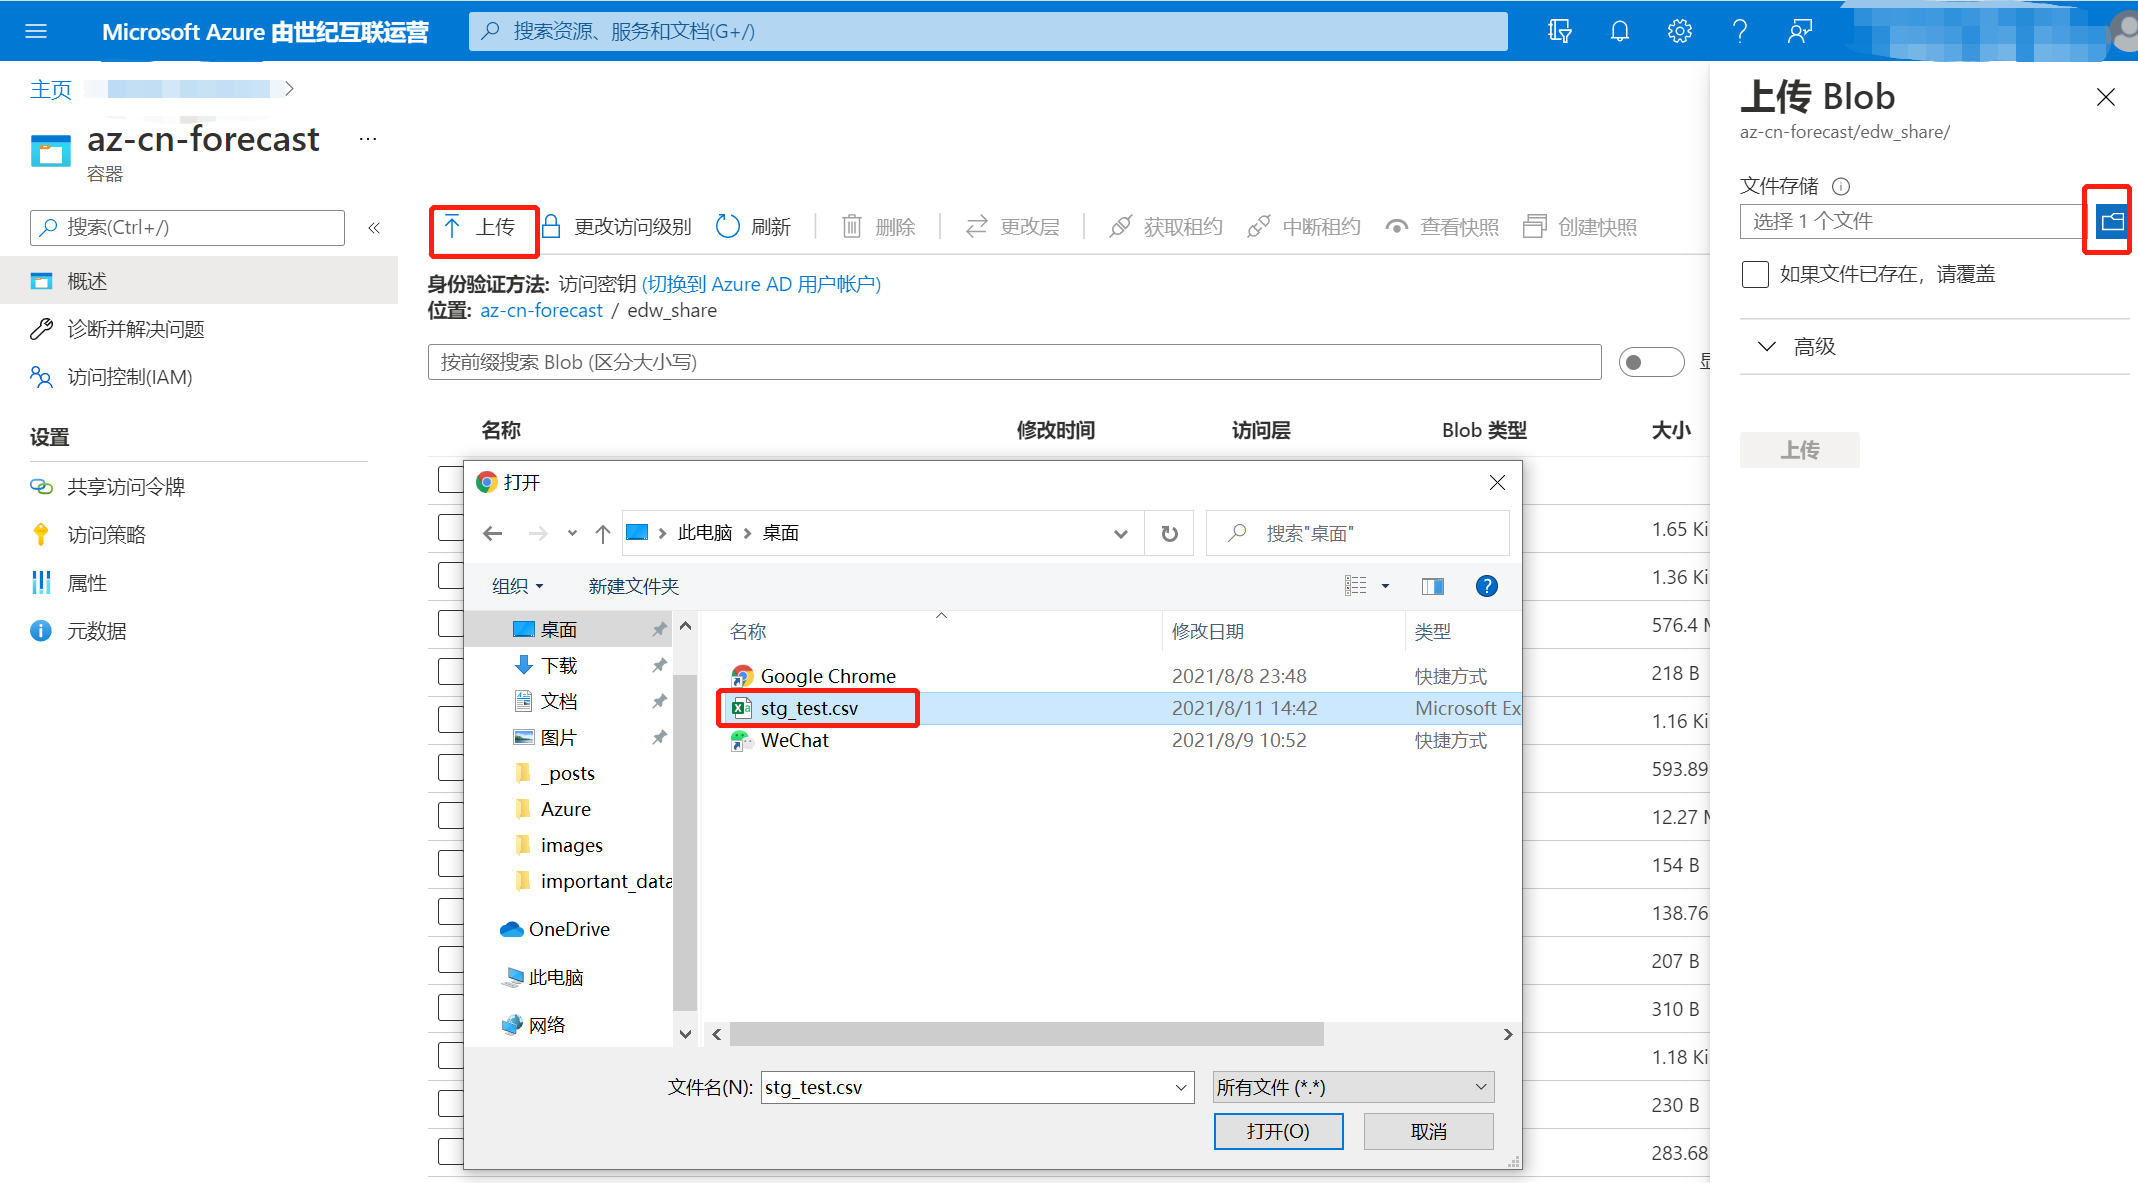 Microsoft Azure 由世纪互联运营
搜索资源、服务和文档(G+/)
主页
az-cn-forecast
容器
搜索(Ctrl+/)
概述
诊断并解决问题
访问控制(IAM)
设置
共享访问令牌
访问策略
属性
元数据
上传
更改访问级别
刷新
删除
更改层
获取租约
中断租约
查看快照
创建快照
身份验证方法: 访问密钥 (切换到 Azure AD 用户帐户)
位置: az-cn-forecast / edw_share
按前缀搜索 Blob (区分大小写)
名称 修改时间 访问层 Blob 类型 大小
1.65 Ki
1.36 Ki
576.4
218 B
1.16 Ki
593.89
12.27
154 B
138.76
207 B
310 B
1.18 Ki
230 B
283.68
打开
此电脑 桌面
搜索"桌面"
组织
新建文件夹
桌面
下载
文档
图片
_posts
Azure
images
important_data
OneDrive
此电脑
网络
名称 修改日期 类型
Google Chrome 2021/8/8 23:48 快捷方式
stg_test.csv 2021/8/11 14:42 Microsoft Ex
WeChat 2021/8/9 10:52 快捷方式
文件名(N): stg_test.csv
所有文件 (*.*)
打开(O)
取消
上传 Blob
az-cn-forecast/edw_share/
文件存储
选择 1 个文件
如果文件已存在，请覆盖
高级
上传